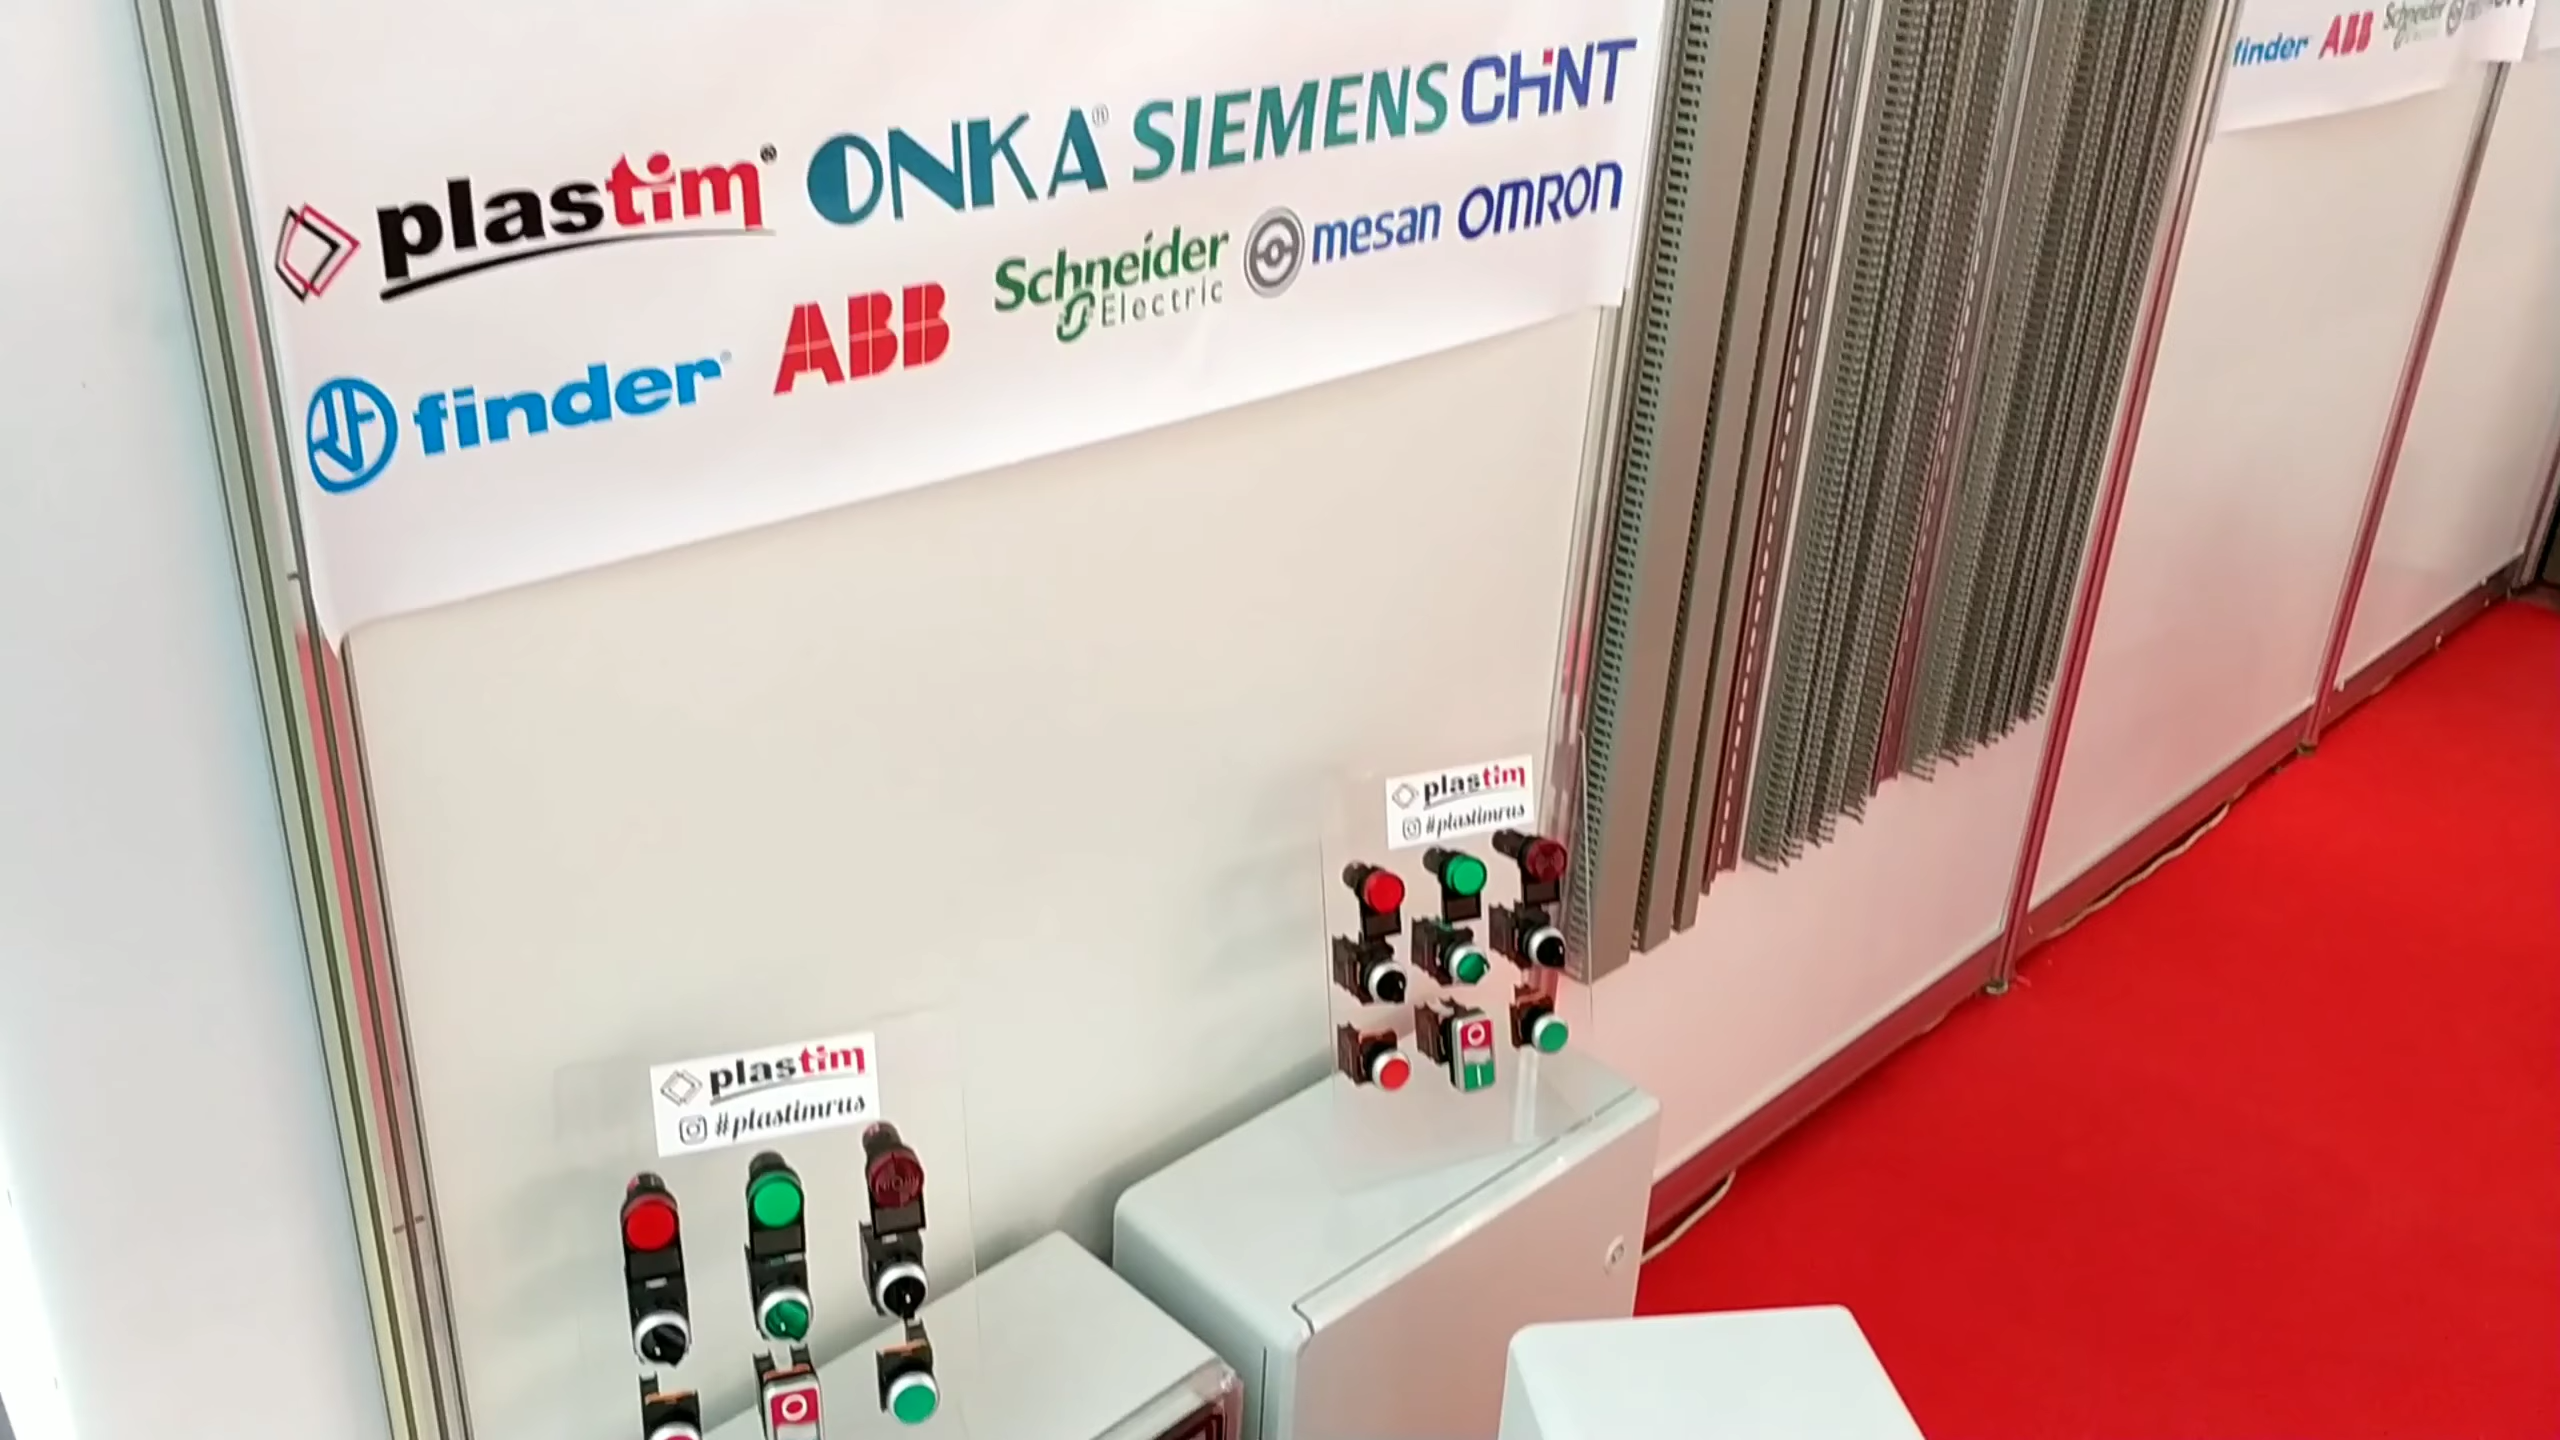 plastim® ONKA® SIEMENS CHINT
finder® ABB Schneider Electric mesan OMRON
finder ABB Schneider
plastim
#plastimrus
plastim
#plastimrus